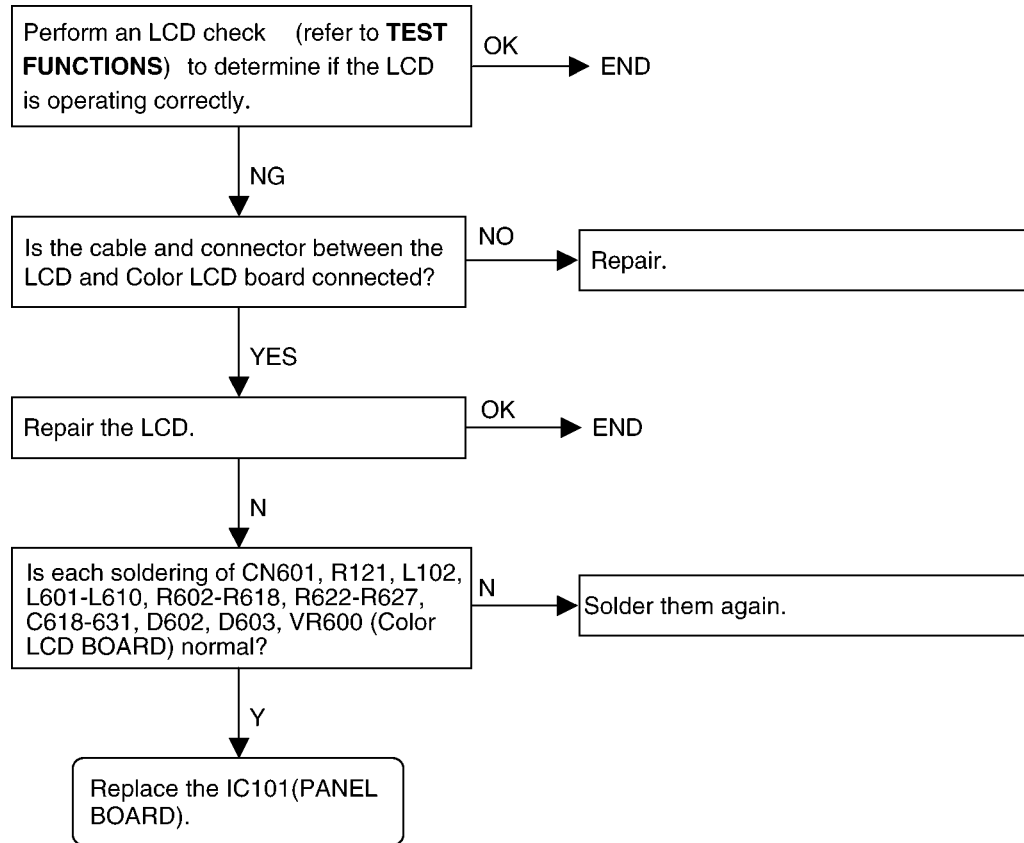 Perform an LCD check (refer to TEST
FUNCTIONS) to determine if the LCD
is operating correctly.
OK
END
NG
Is the cable and connector between the
LCD and Color LCD board connected?
NO
Repair.
YES
Repair the LCD.
OK
END
N
Is each soldering of CN601, R121, L102,
L601-L610, R602-R618, R622-R627,
C618-631, D602, D603, VR600 (Color
LCD BOARD) normal?
N
Solder them again.
Y
Replace the IC101(PANEL
BOARD).